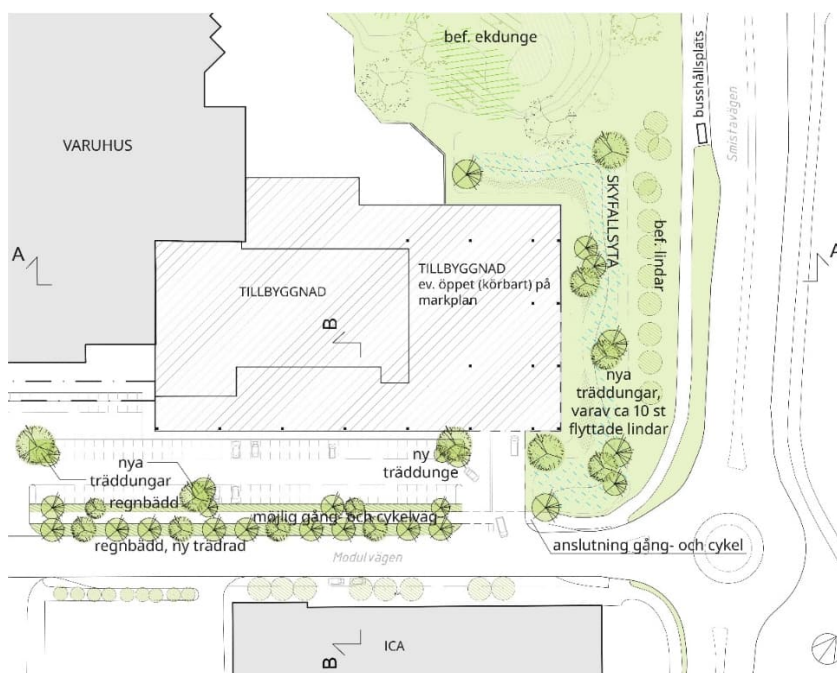 bef. ekdunge
busshållsplats
Smistavägen
VARUHUS
SKYFALLSYTA
bef. lindar
A
A
TILLBYGGNAD
TILLBYGGNAD
ev. öppet (körbart) på
markplan
B
nya
träddungar,
varav ca 10 st
flyttade lindar
nya
träddungar
ny
träddunge
regnbädd
möjlig gång- och cykelväg
regnbädd, ny trädrad
anslutning gång- och cykel
Modulvägen
B
ICA